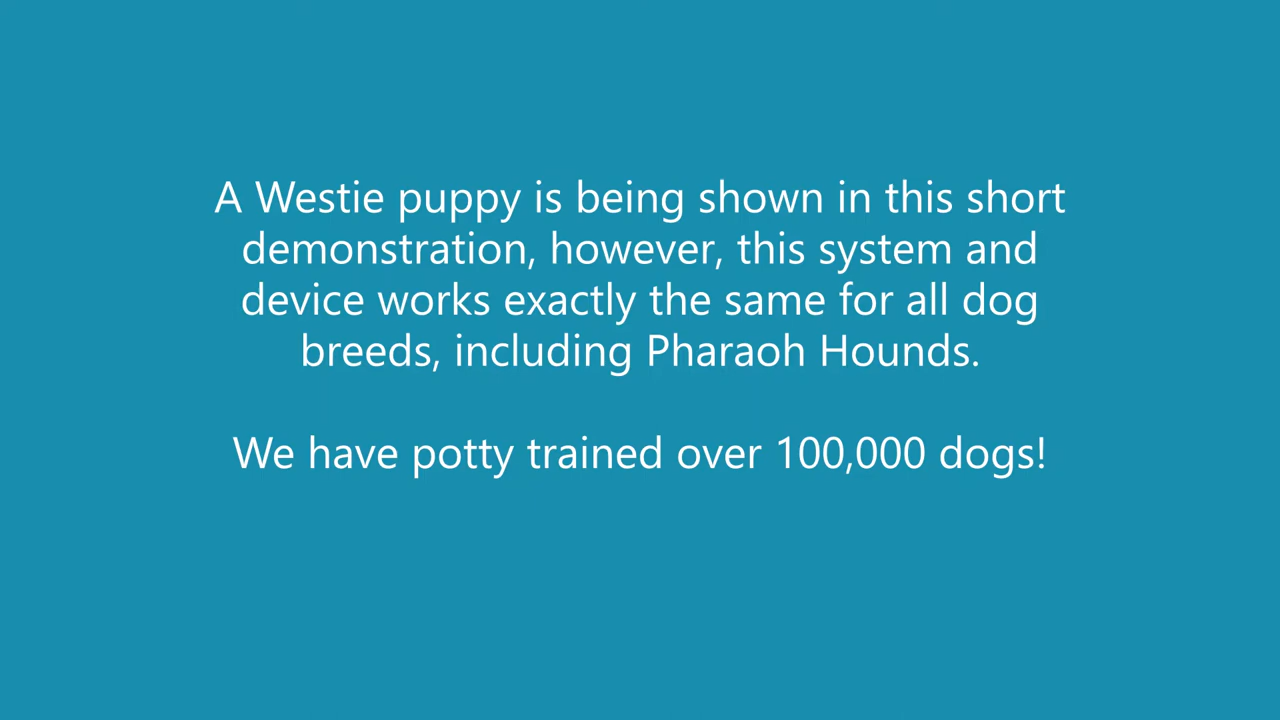 A Westie puppy is being shown in this short
demonstration, however, this system and
device works exactly the same for all dog
breeds, including Pharaoh Hounds.
We have potty trained over 100,000 dogs!